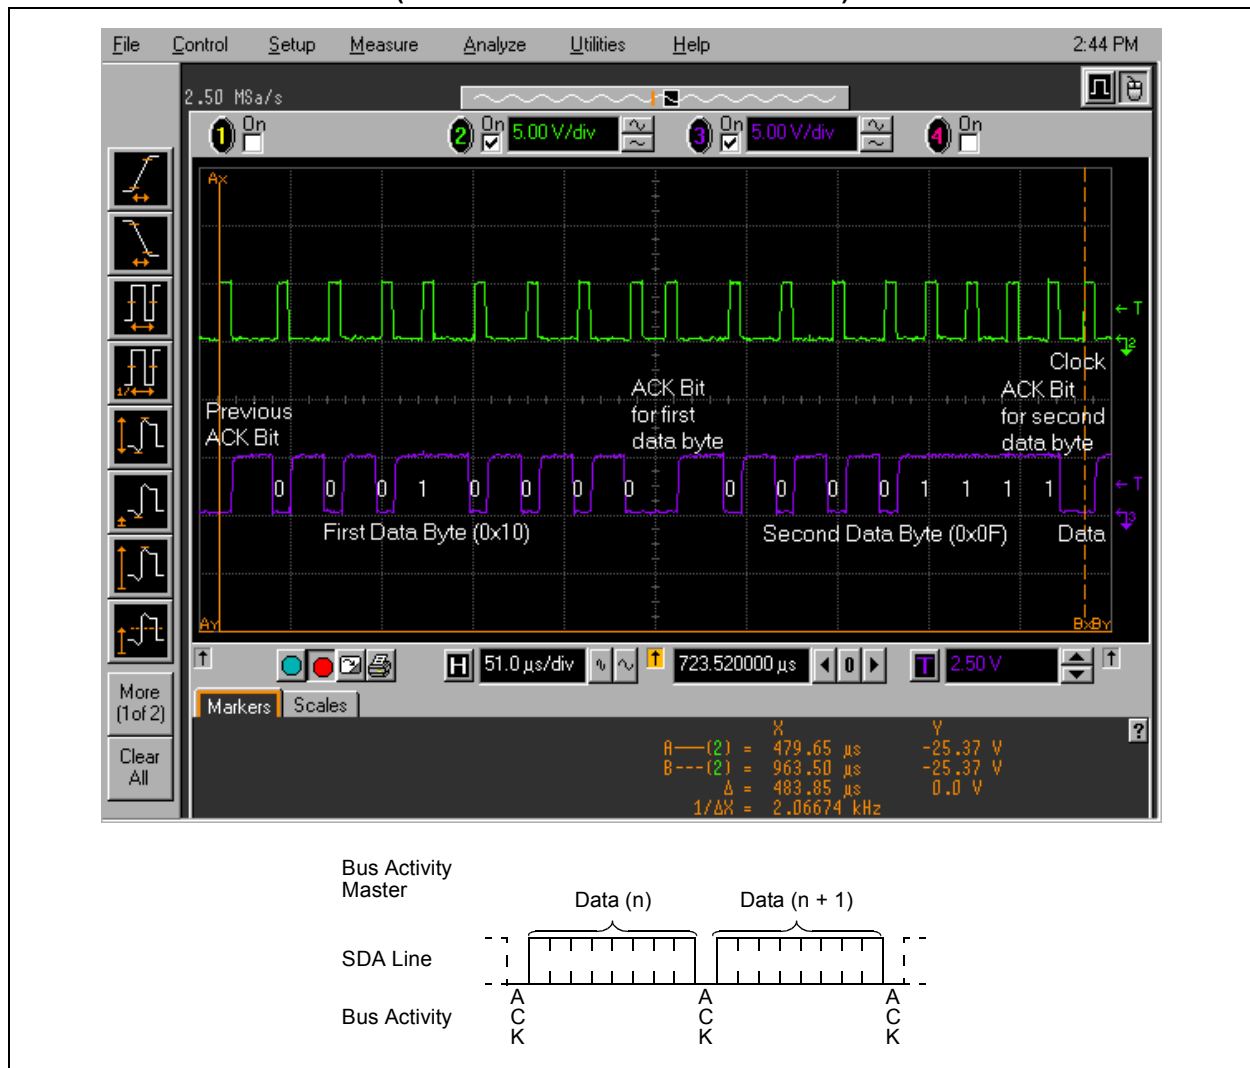 File Control Setup Measure Analyze Utilities Help 2:44 PM
2.50 MSa/s
1 On 2 On 5.00 V/div 3 On 5.00 V/div 4 On
Ax
T
2
Clock
Previous
ACK Bit
ACK Bit
for first
data byte
ACK Bit
for second
data byte
T
0 0 0 1 0 0 0 0 0 0 0 0 1 1 1 1
3
First Data Byte (0x10) Second Data Byte (0x0F) Data
Ay BxBy
H 51.0 µs/div 723.520000 µs 0 T 2.50 V
More
(1of 2)
Clear
All
Markers Scales
?
X Y
A——(2) = 479.65 µs -25.37 V
B---(2) = 963.50 µs -25.37 V
Δ = 483.85 µs 0.0 V
1/ΔX = 2.06674 kHz
Bus Activity
Master
Data (n) Data (n + 1)
SDA Line
Bus Activity
A
C
K
A
C
K
A
C
K